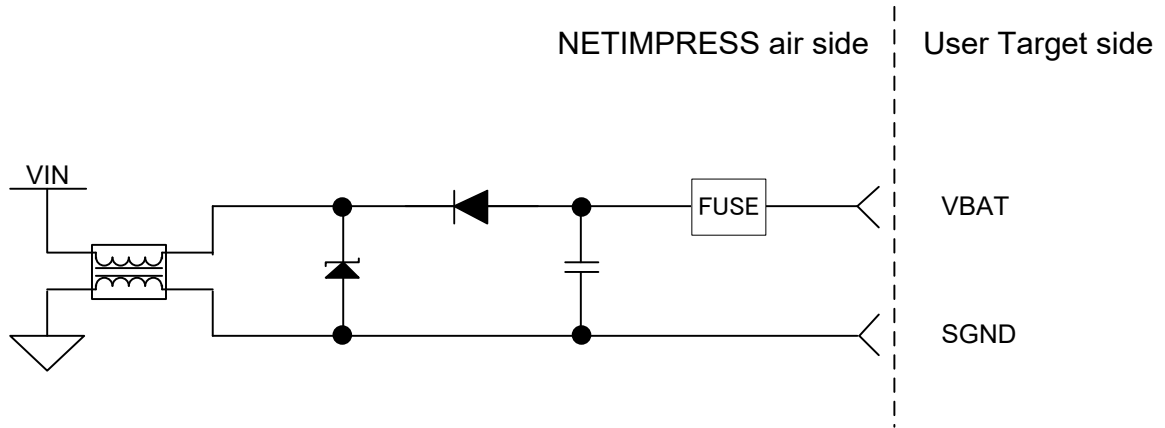 NETIMPRESS air side
User Target side
VIN
FUSE
VBAT
SGND